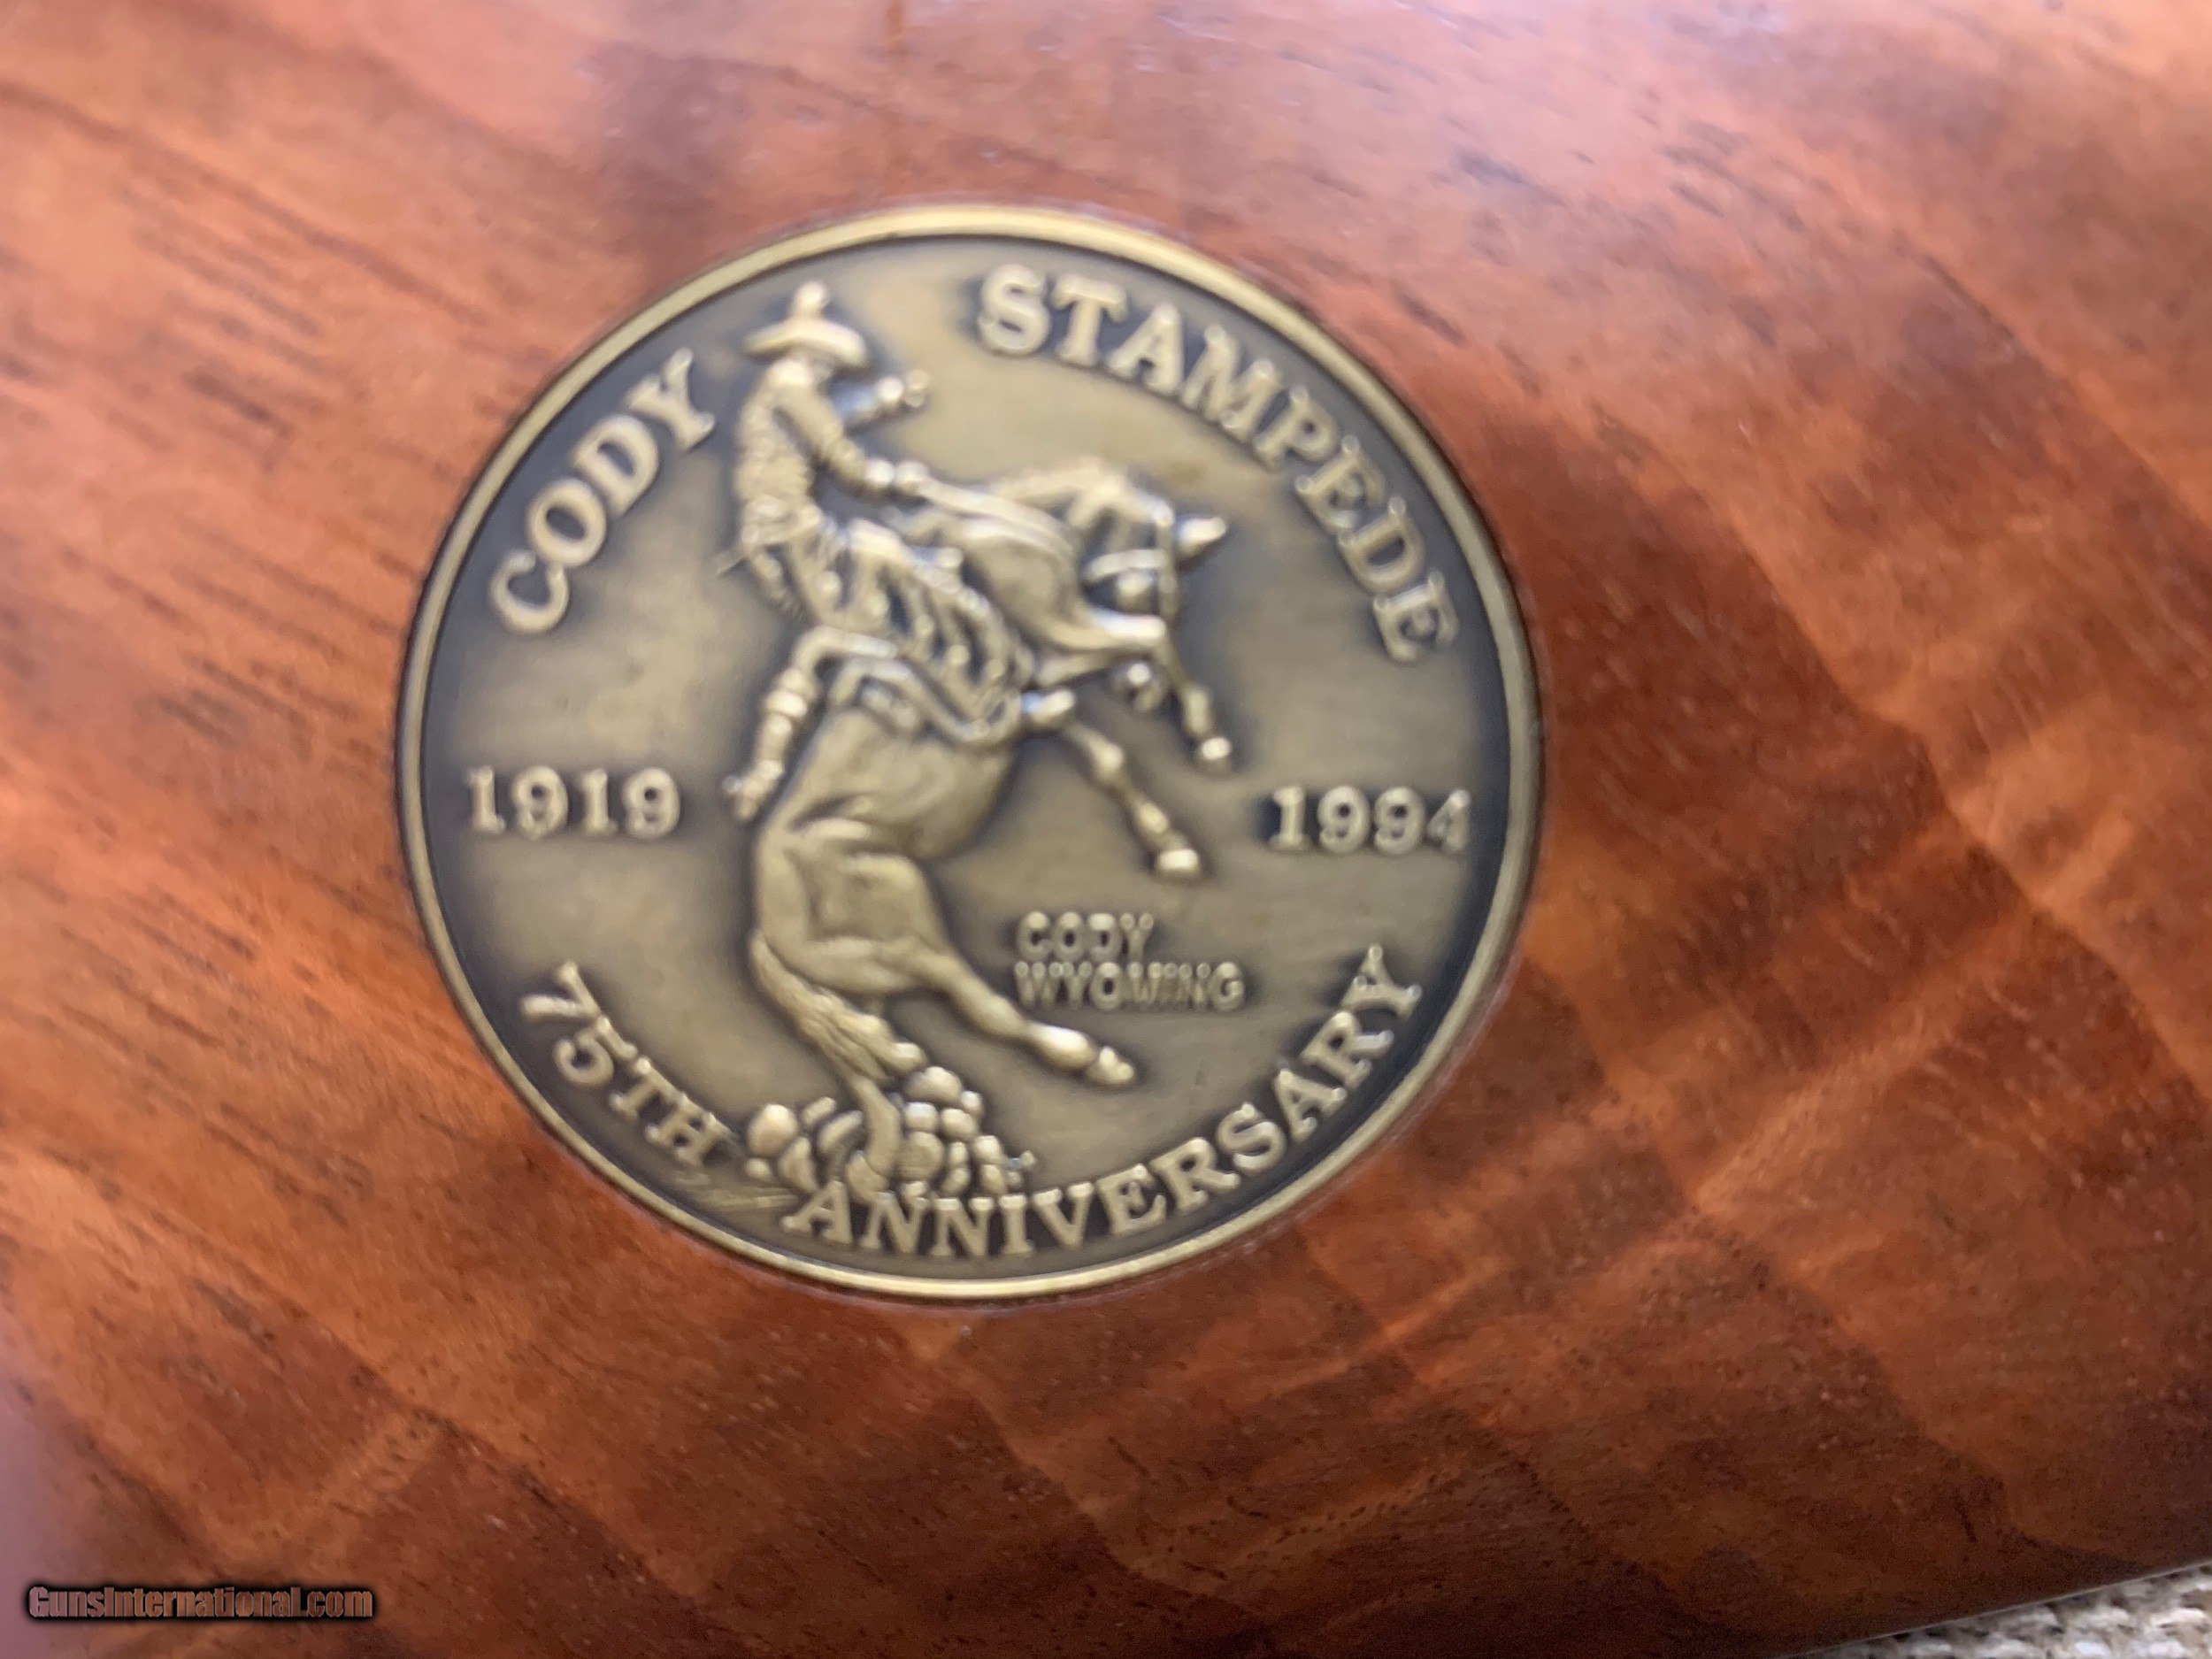 CODY STAMPEDE
1919 1994
CODY
WYOMING
75TH ANNIVERSARY
GunsInternational.com